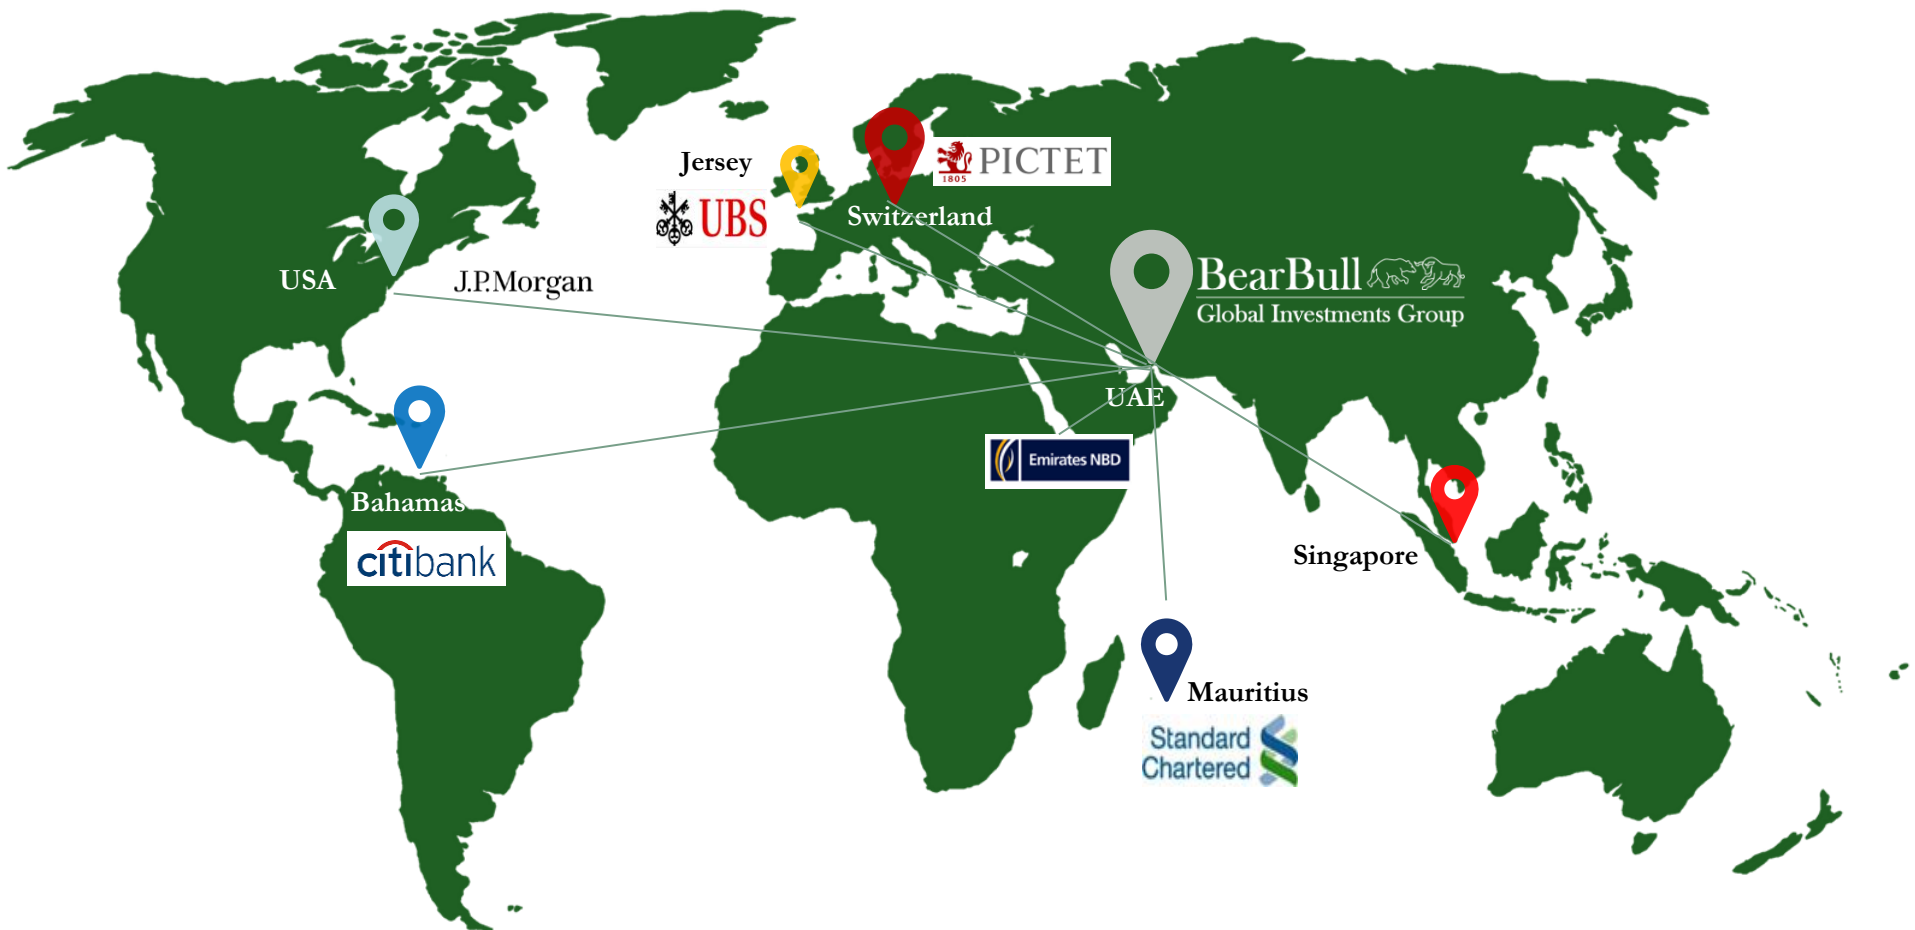 Jersey
UBS
PICTET
1805
Switzerland
USA
J.P.Morgan
BearBull
Global Investments Group
UAE
Emirates NBD
Bahamas
citibank
Singapore
Mauritius
Standard
Chartered